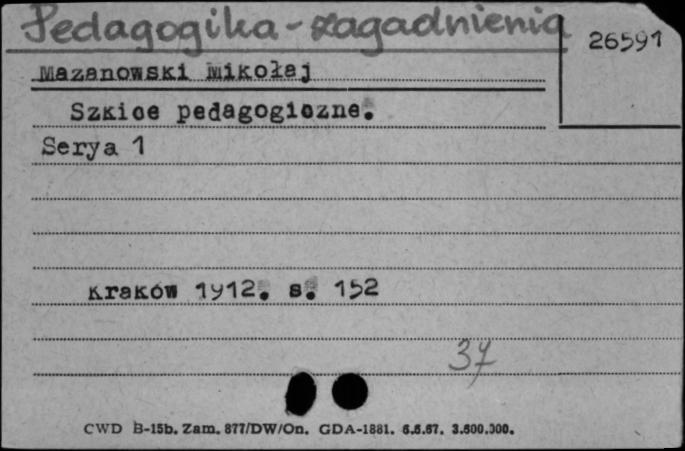 Pedagogika - zagadnienia
26591
Mazanowski Mikołaj
Szkice pedagogiczne.
Serya 1
Kraków 1912. s. 152
37
CWD B-15b. Zam. 877/DW/On. GDA-1881. 6.6.67. 3.600.000.